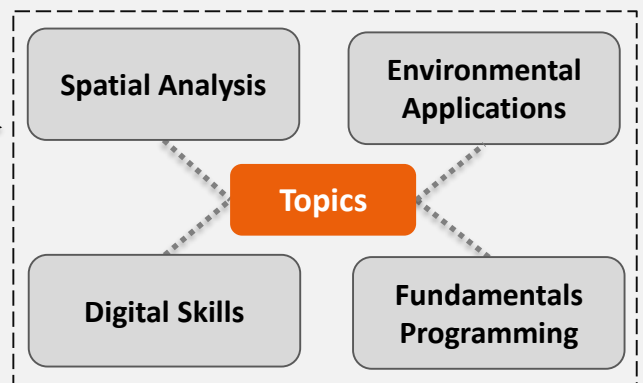 Spatial Analysis
Environmental
Applications
Topics
Digital Skills
Fundamentals
Programming